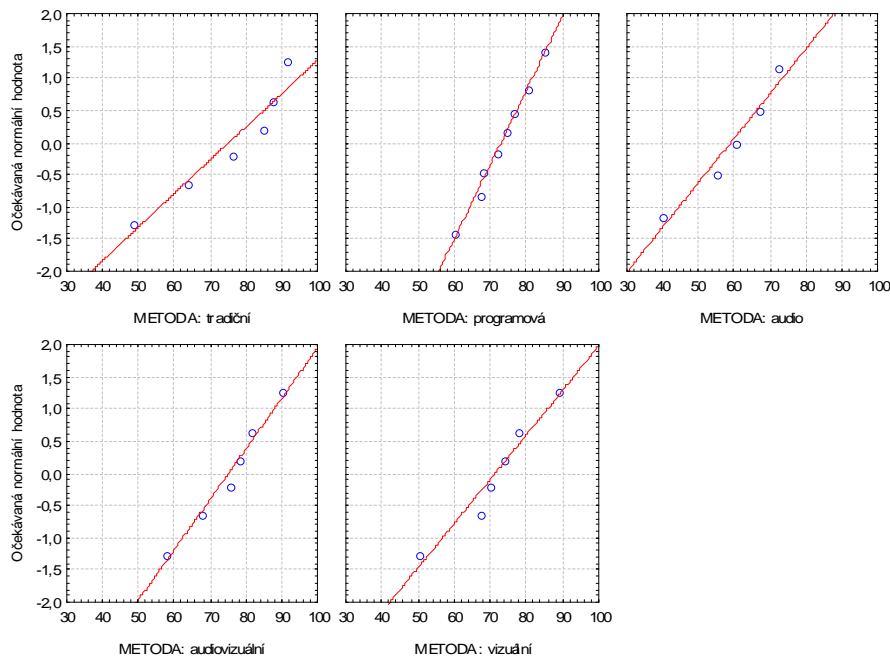 Očekávaná normální hodnota
2,0
1,5
1,0
0,5
0,0
-0,5
-1,0
-1,5
-2,0
30 40 50 60 70 80 90 100
METODA: tradiční
30 40 50 60 70 80 90 100
METODA: programová
30 40 50 60 70 80 90 100
METODA: audio
Očekávaná normální hodnota
2,0
1,5
1,0
0,5
0,0
-0,5
-1,0
-1,5
-2,0
30 40 50 60 70 80 90 100
METODA: audiovizuální
30 40 50 60 70 80 90 100
METODA: vizuální